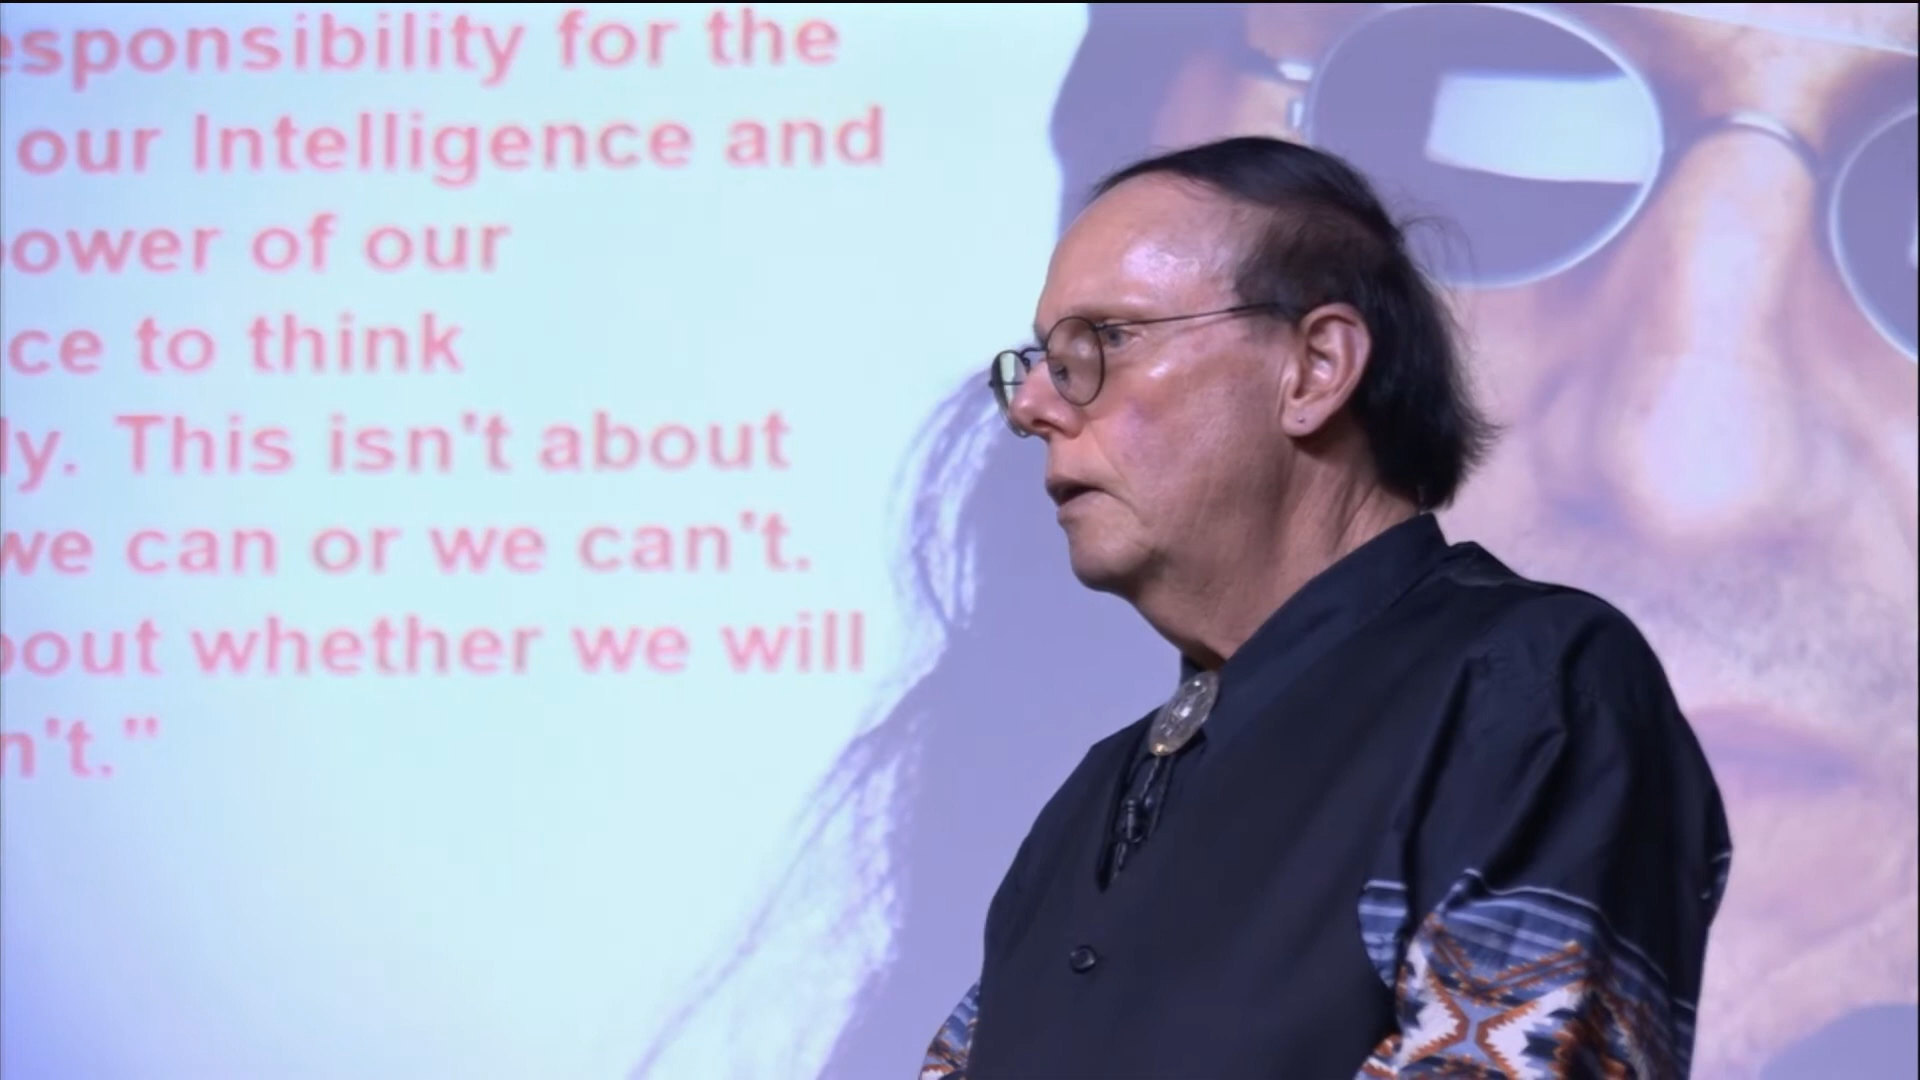 esponsibility for the
our Intelligence and
ower of our
ce to think
ly. This isn't about
we can or we can't.
bout whether we will
n't."